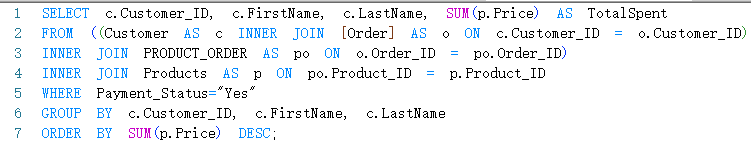 1 SELECT c.Customer_ID, c.FirstName, c.LastName, SUM(p.Price) AS TotalSpent
2 FROM ((Customer AS c INNER JOIN [Order] AS o ON c.Customer_ID = o.Customer_ID)
3 INNER JOIN PRODUCT_ORDER AS po ON o.Order_ID = po.Order_ID)
4 INNER JOIN Products AS p ON po.Product_ID = p.Product_ID
5 WHERE Payment_Status="Yes"
6 GROUP BY c.Customer_ID, c.FirstName, c.LastName
7 ORDER BY SUM(p.Price) DESC;